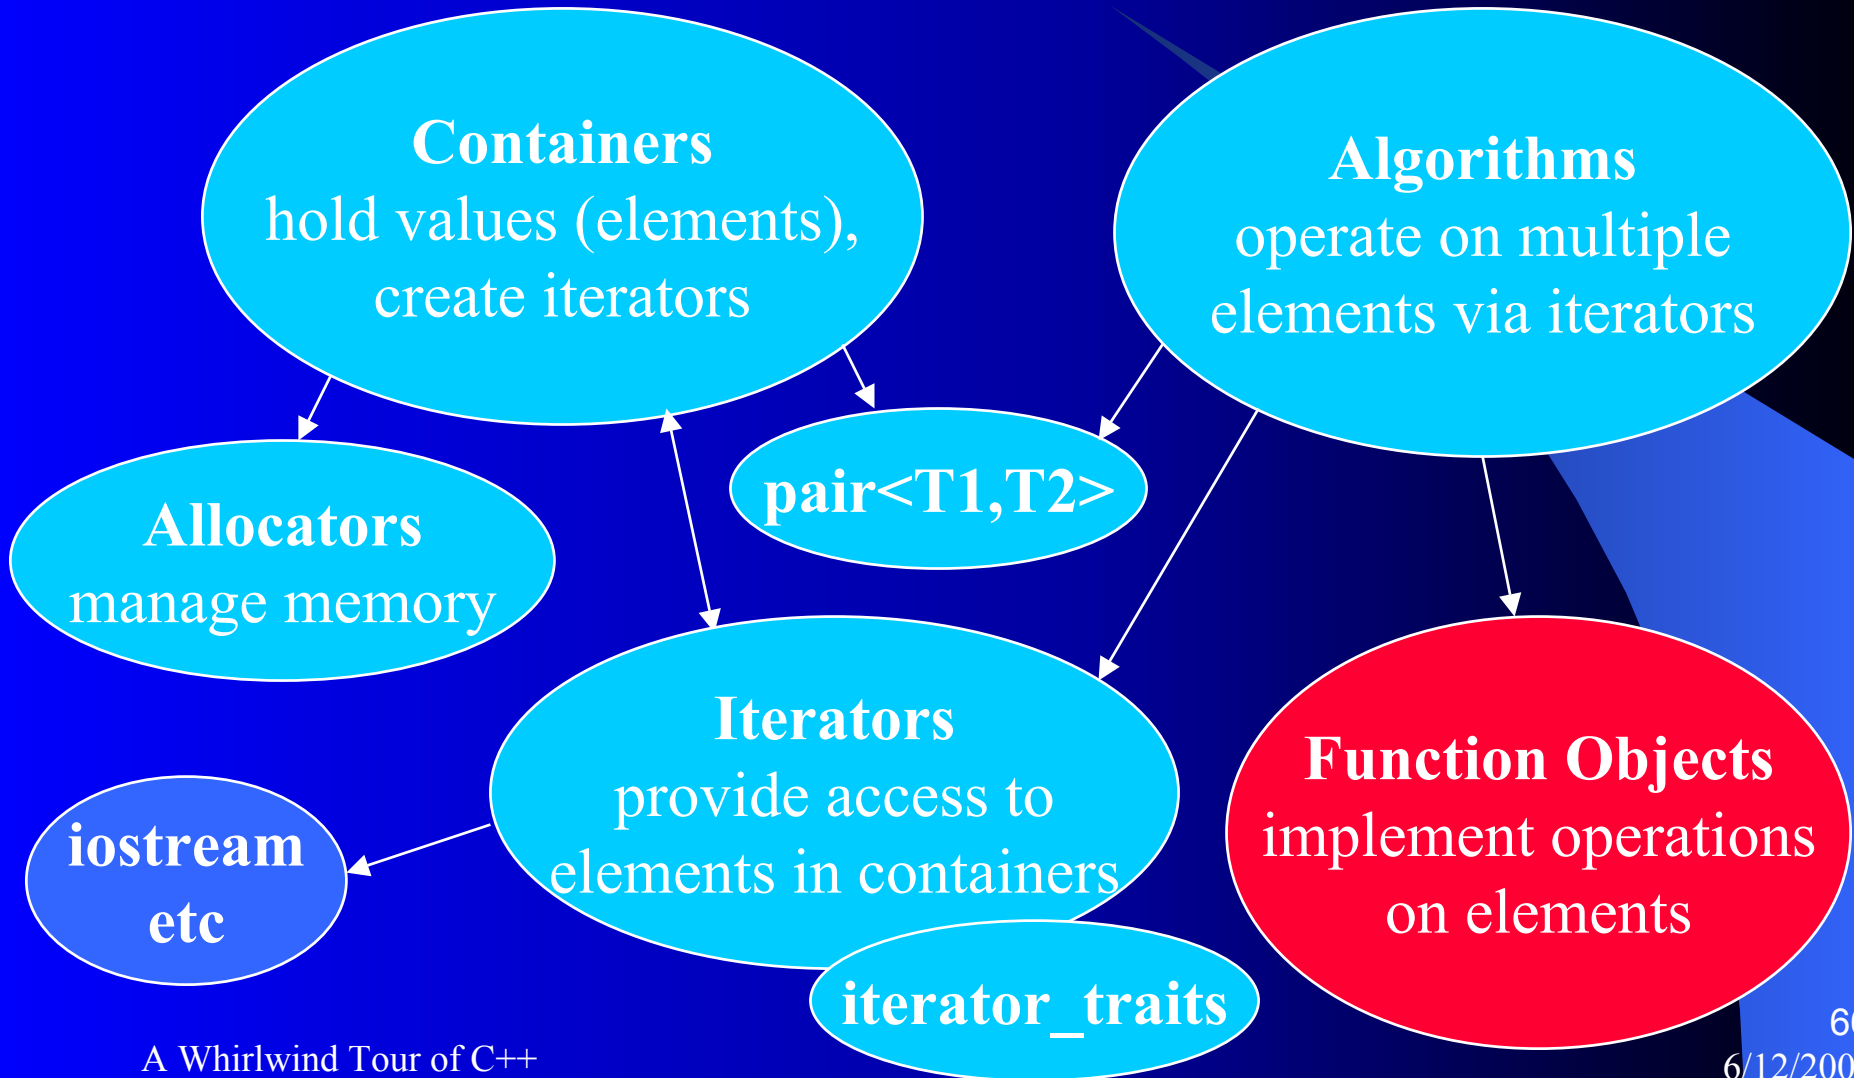 Containers
hold values (elements),
create iterators
Algorithms
operate on multiple
elements via iterators
pair<T1,T2>
Allocators
manage memory
Iterators
provide access to
elements in containers
Function Objects
implement operations
on elements
iostream
etc
iterator_traits
A Whirlwind Tour of C++